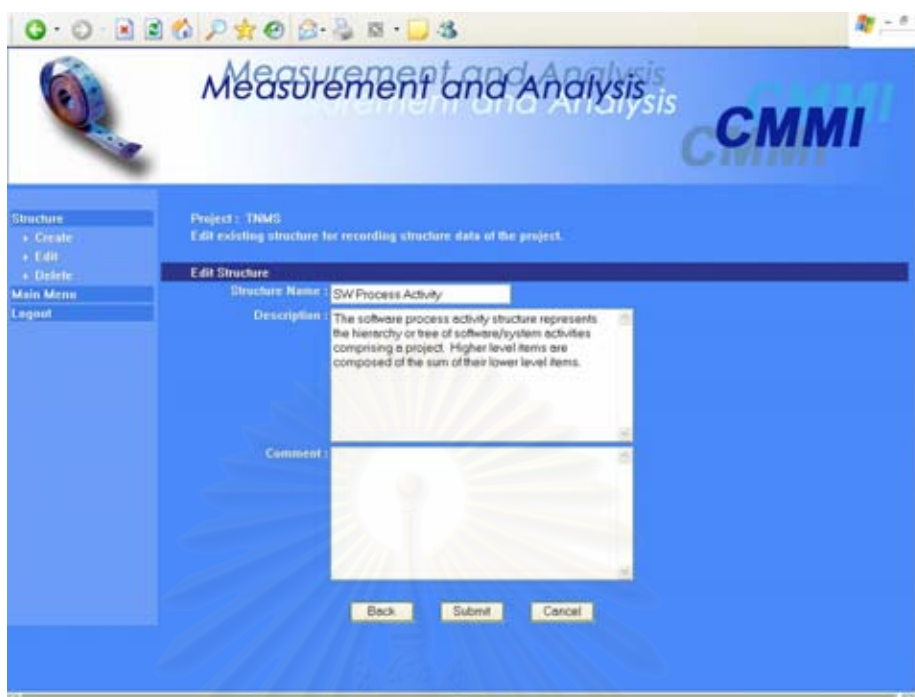 Measurement and Analysis
CMMI
Structure
Create
Edit
Delete
Main Menu
Logout
Project : TNMS
Edit existing structure for recording structure data of the project.
Edit Structure
Structure Name : SW Process Activity
Description : The software process activity structure represents
the hierarchy or tree of software/system activities
comprising a project. Higher level items are
composed of the sum of their lower level items.
Comment :
Back Submit Cancel